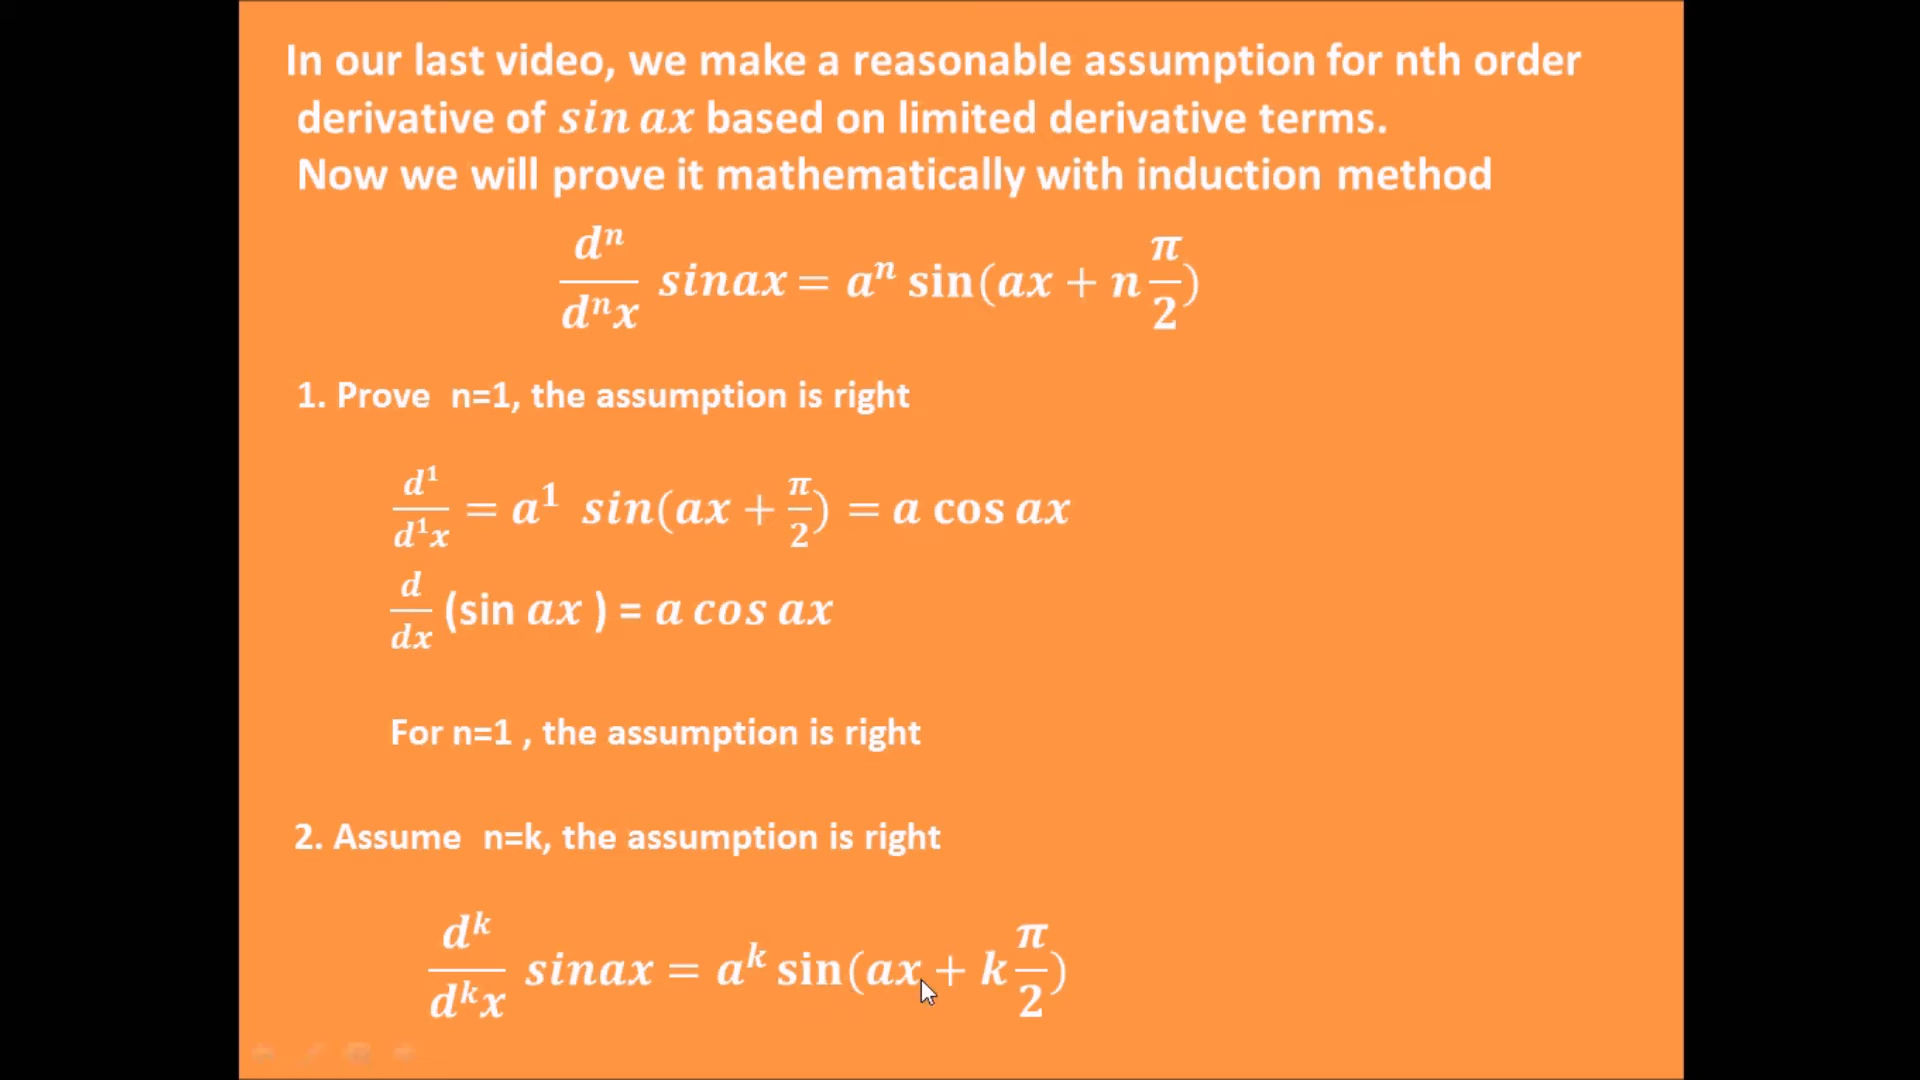 In our last video, we make a reasonable assumption for nth order
derivative of sin ax based on limited derivative terms.
Now we will prove it mathematically with induction method
dⁿ/dⁿx sinax = aⁿ sin(ax + n π/2)
1. Prove n=1, the assumption is right
d¹/d¹x = a¹ sin(ax + π/2) = a cos ax
d/dx (sin ax ) = a cos ax
For n=1 , the assumption is right
2. Assume n=k, the assumption is right
dᵏ/dᵏx sinax = aᵏ sin(ax + k π/2)